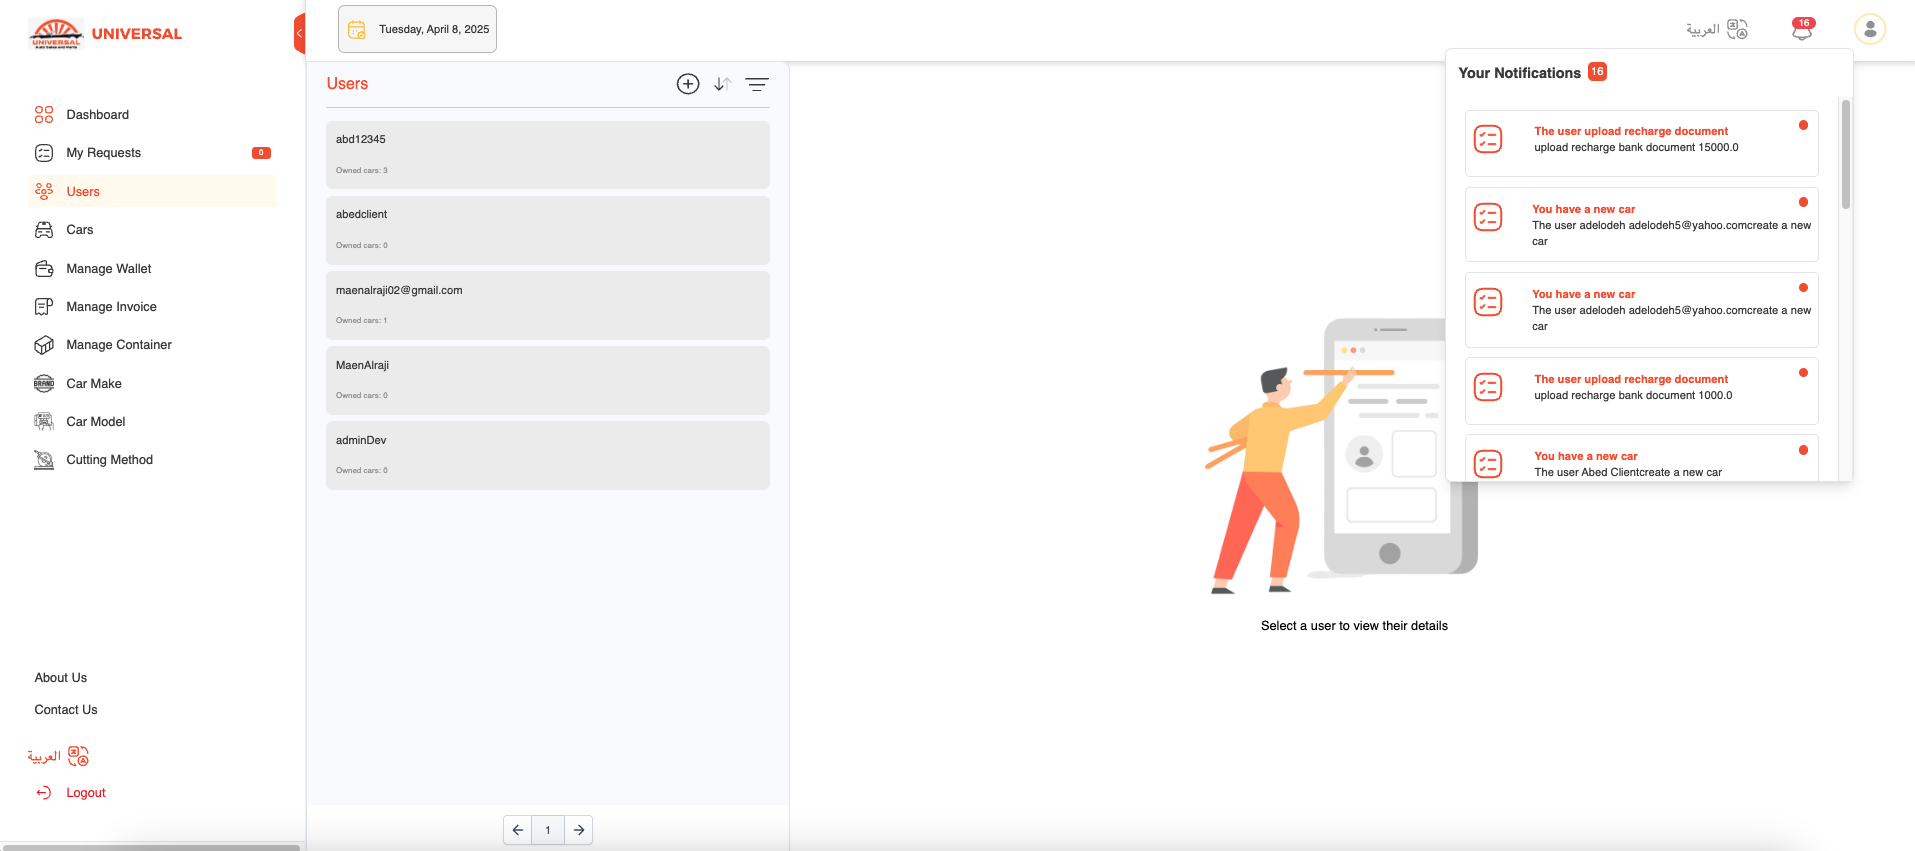 UNIVERSAL
UNIVERSAL
Dashboard
My Requests
0
Users
Cars
Manage Wallet
Manage Invoice
Manage Container
BRAND
Car Make
Car Model
Cutting Method
About Us
Contact Us
العربية
Logout
Tuesday, April 8, 2025
العربية
16
Users
abd12345
Owned cars: 3
abedclient
Owned cars: 0
maenalraji02@gmail.com
Owned cars: 1
MaenAlraji
Owned cars: 0
adminDev
Owned cars: 0
1
Select a user to view their details
Your Notifications 16
The user upload recharge document
upload recharge bank document 15000.0
You have a new car
The user adelodeh adelodeh5@yahoo.comcreate a new
car
You have a new car
The user adelodeh adelodeh5@yahoo.comcreate a new
car
The user upload recharge document
upload recharge bank document 1000.0
You have a new car
The user Abed Clientcreate a new car